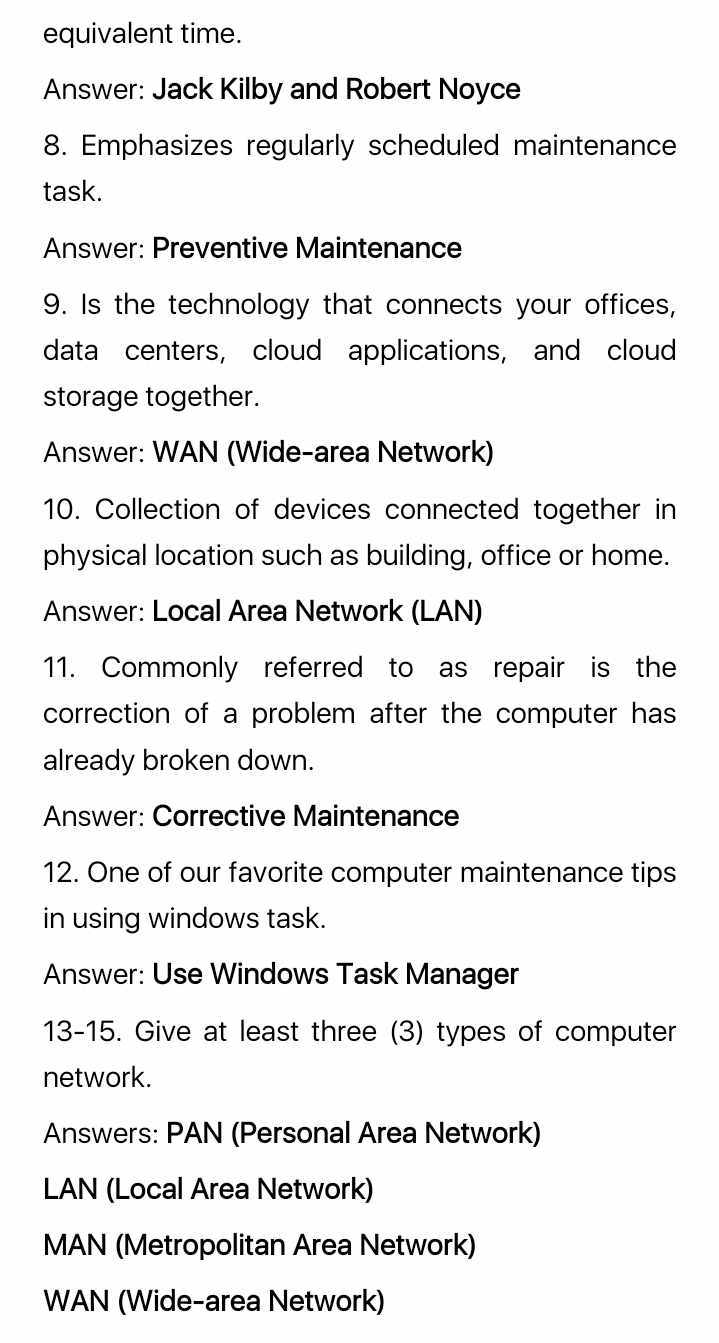 equivalent time.
Answer: Jack Kilby and Robert Noyce
8. Emphasizes regularly scheduled maintenance
task.
Answer: Preventive Maintenance
9. Is the technology that connects your offices,
data centers, cloud applications, and cloud
storage together.
Answer: WAN (Wide-area Network)
10. Collection of devices connected together in
physical location such as building, office or home.
Answer: Local Area Network (LAN)
11. Commonly referred to as repair is the
correction of a problem after the computer has
already broken down.
Answer: Corrective Maintenance
12. One of our favorite computer maintenance tips
in using windows task.
Answer: Use Windows Task Manager
13-15. Give at least three (3) types of computer
network.
Answers: PAN (Personal Area Network)
LAN (Local Area Network)
MAN (Metropolitan Area Network)
WAN (Wide-area Network)